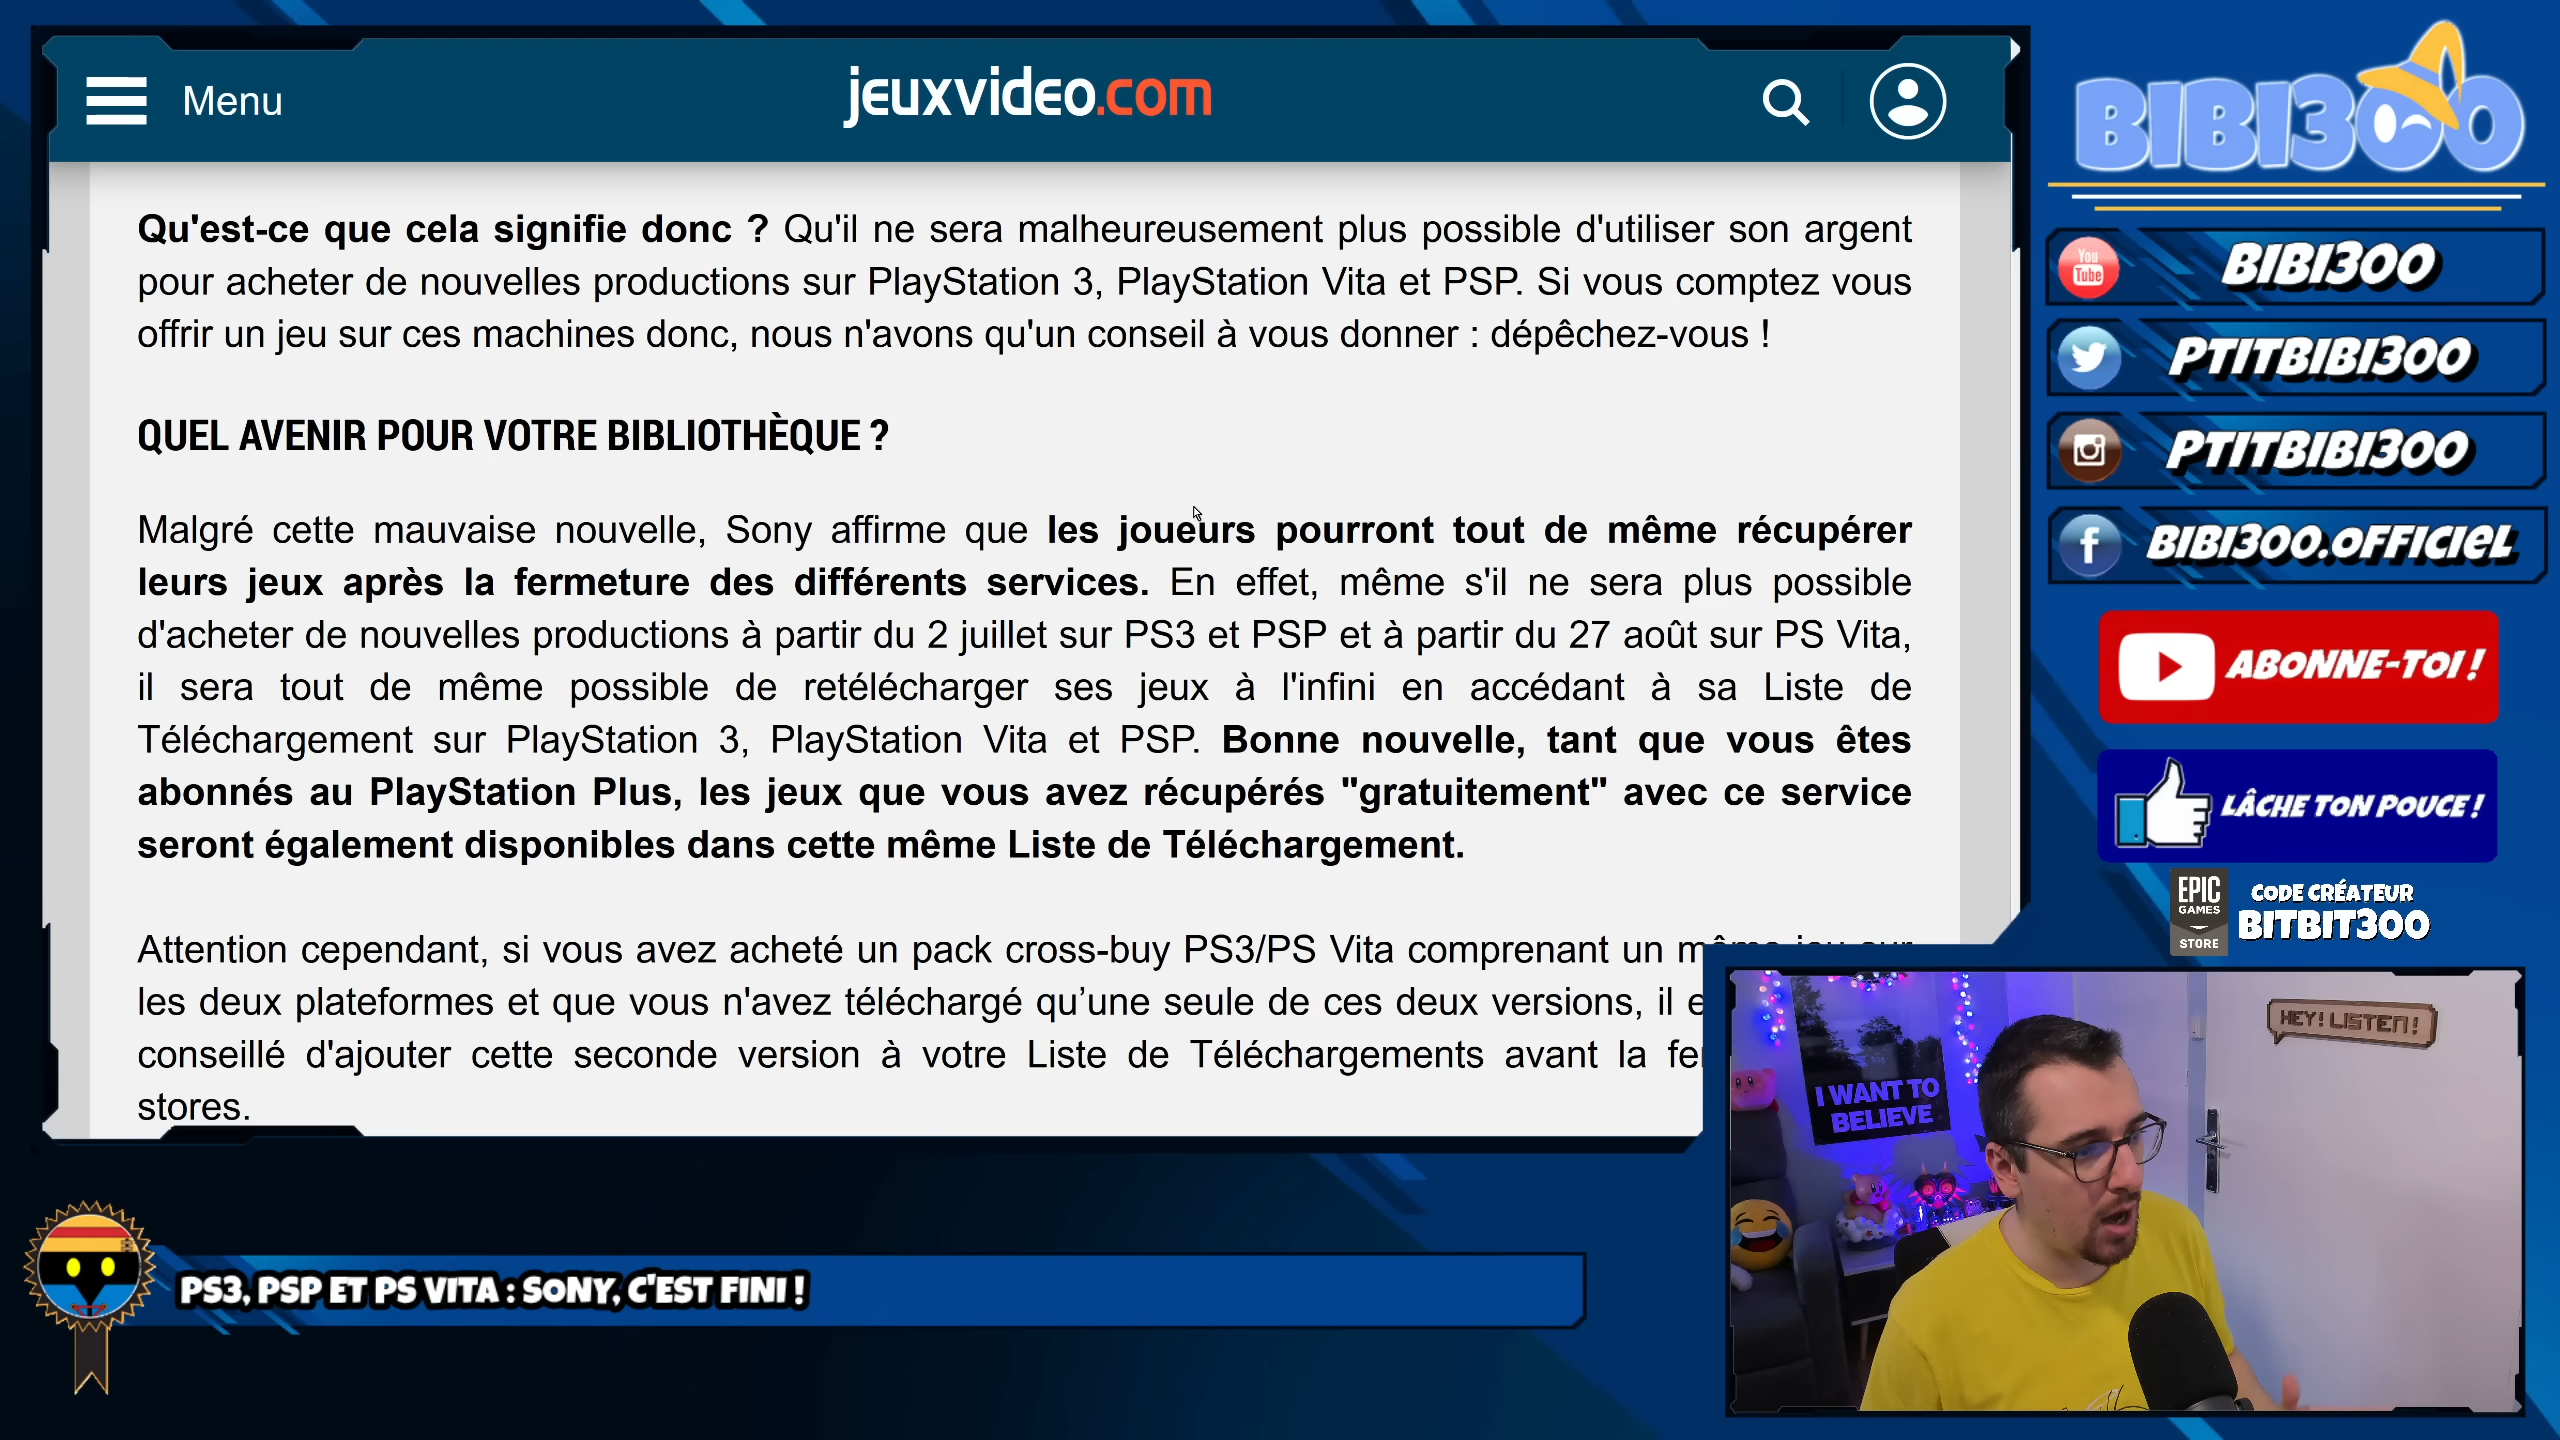 Menu
jeuxvideo.com
Qu'est-ce que cela signifie donc ? Qu'il ne sera malheureusement plus possible d'utiliser son argent
pour acheter de nouvelles productions sur PlayStation 3, PlayStation Vita et PSP. Si vous comptez vous
offrir un jeu sur ces machines donc, nous n'avons qu'un conseil à vous donner : dépêchez-vous !
QUEL AVENIR POUR VOTRE BIBLIOTHÈQUE ?
Malgré cette mauvaise nouvelle, Sony affirme que les joueurs pourront tout de même récupérer
leurs jeux après la fermeture des différents services. En effet, même s'il ne sera plus possible
d'acheter de nouvelles productions à partir du 2 juillet sur PS3 et PSP et à partir du 27 août sur PS Vita,
il sera tout de même possible de retélécharger ses jeux à l'infini en accédant à sa Liste de
Téléchargement sur PlayStation 3, PlayStation Vita et PSP. Bonne nouvelle, tant que vous êtes
abonnés au PlayStation Plus, les jeux que vous avez récupérés "gratuitement" avec ce service
seront également disponibles dans cette même Liste de Téléchargement.
Attention cependant, si vous avez acheté un pack cross-buy PS3/PS Vita comprenant un même jeu sur
les deux plateformes et que vous n'avez téléchargé qu’une seule de ces deux versions, il
conseillé d'ajouter cette seconde version à votre Liste de Téléchargements avant la
stores.
BIBI300
You
Tube
BIBI300
PTITBIBI300
PTITBIBI300
BIBI300.OFFICIEL
ABONNE-TOI !
LÂCHE TON POUCE !
EPIC
GAMES
STORE
CODE CRÉATEUR
BITBIT300
HEY! LISTEN!
I WANT TO
BELIEVE
PS3, PSP ET PS VITA : SONY, C'EST FINI !